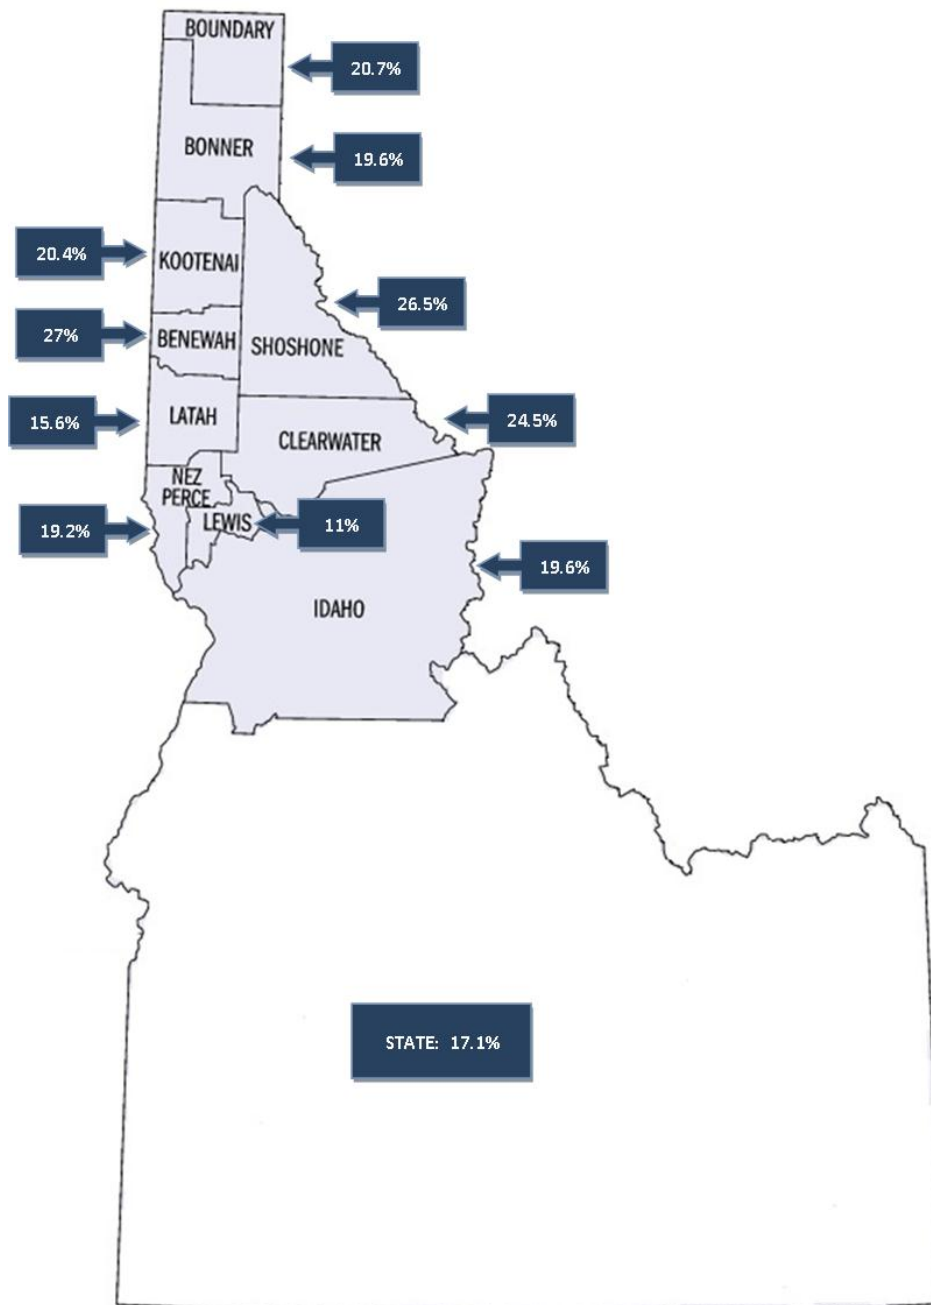 BOUNDARY
20.7%
BONNER
19.6%
20.4%
KOOTENAI
26.5%
27%
BENEWAH
SHOSHONE
15.6%
LATAH
24.5%
CLEARWATER
NEZ
PERCE
19.2%
LEWIS
11%
19.6%
IDAHO
STATE: 17.1%